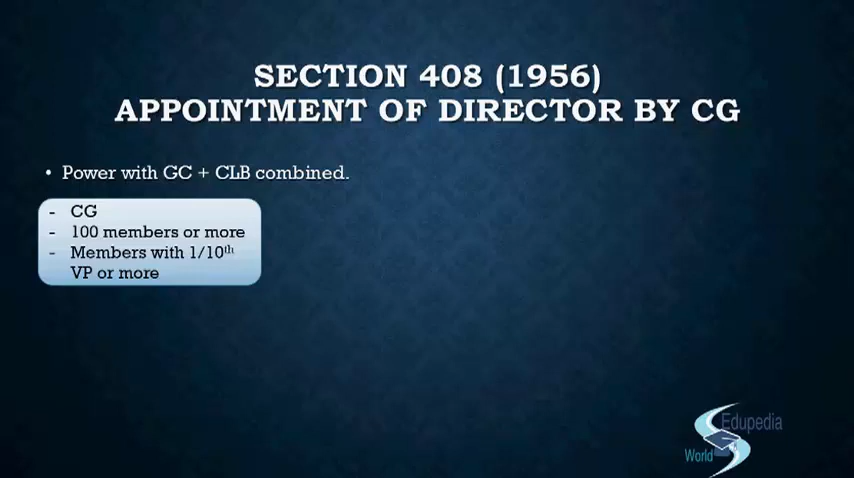 SECTION 408 (1956)
APPOINTMENT OF DIRECTOR BY CG
• Power with GC + CLB combined.
- CG
- 100 members or more
- Members with 1/10th
VP or more
Edupedia
World